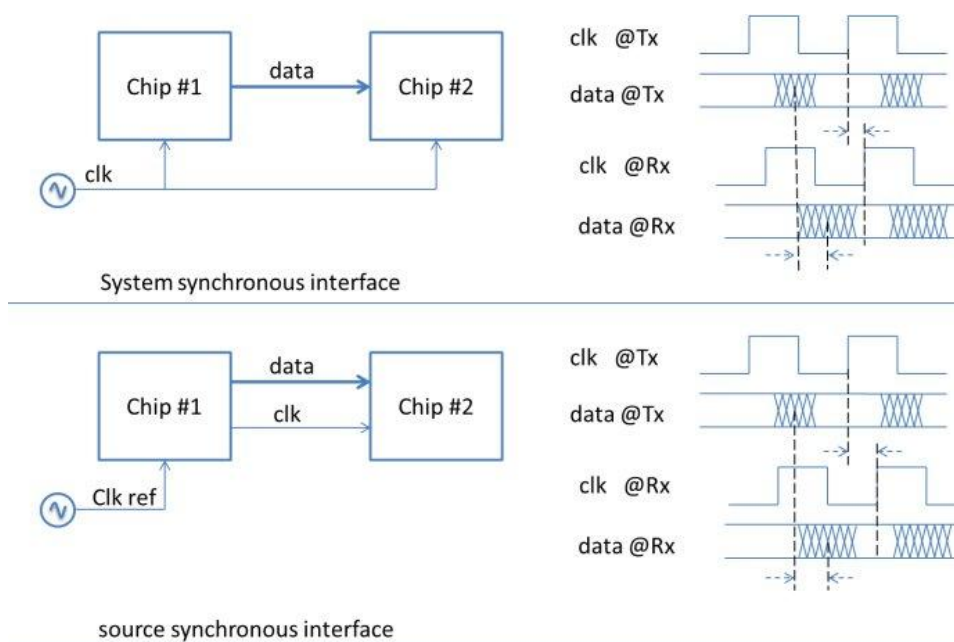 data
Chip #1
Chip #2
clk
System synchronous interface
clk @Tx
data @Tx
clk @Rx
data @Rx
data
Chip #1
clk
Chip #2
Clk ref
source synchronous interface
clk @Tx
data @Tx
clk @Rx
data @Rx